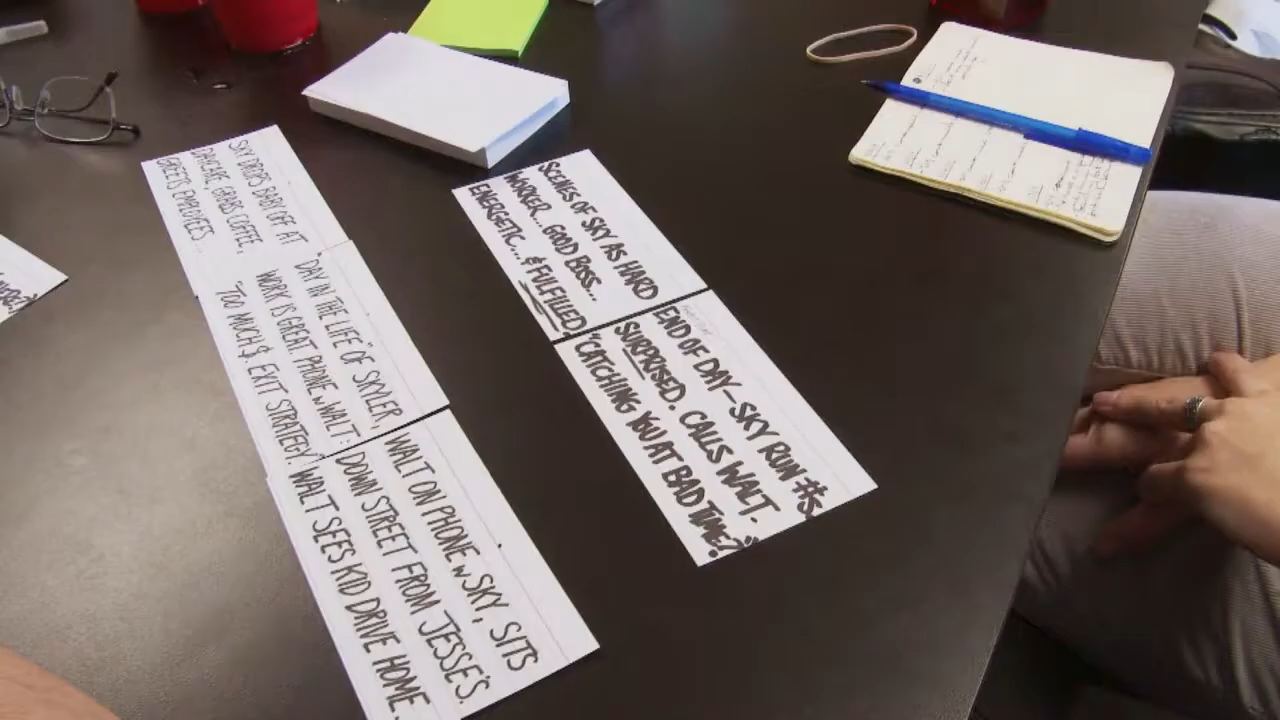 SKY DROPS BABY OFF AT
DAYCARE, GRABS COFFEE,
GREETS EMPLOYEES...
"DAY IN THE LIFE" OF SKYLER,
WORK IS GREAT. PHONE w WALT:
TOO MUCH $. EXIT STRATEGY?
WALT ON PHONE w SKY, SITS
DOWN STREET FROM JESSE'S.
WALT SEES KID DRIVE HOME.
SCENES OF SKY AS HARD
WORKER... GOOD BOSS...
ENERGETIC... & FULFILLED.
END OF DAY— SKY RUN #s.
SURPRISED. CALLS WALT.
"CATCHING YOU AT BAD TIME?"